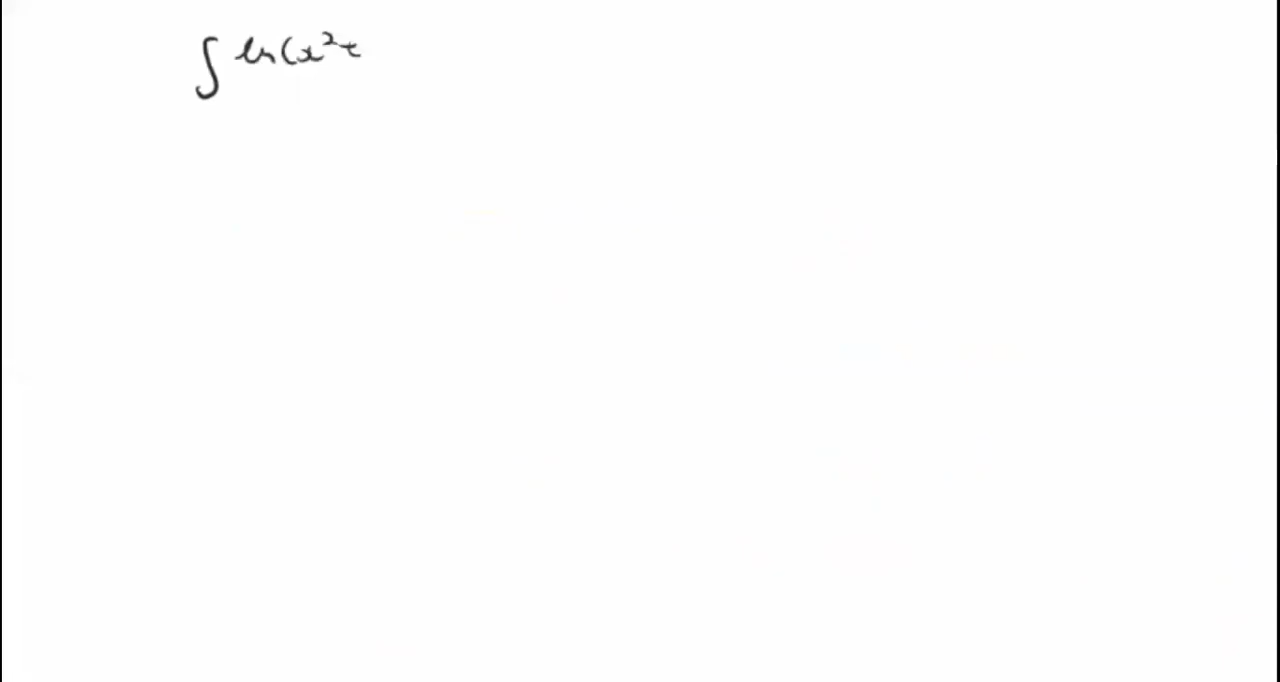 ∫ ln(x²+